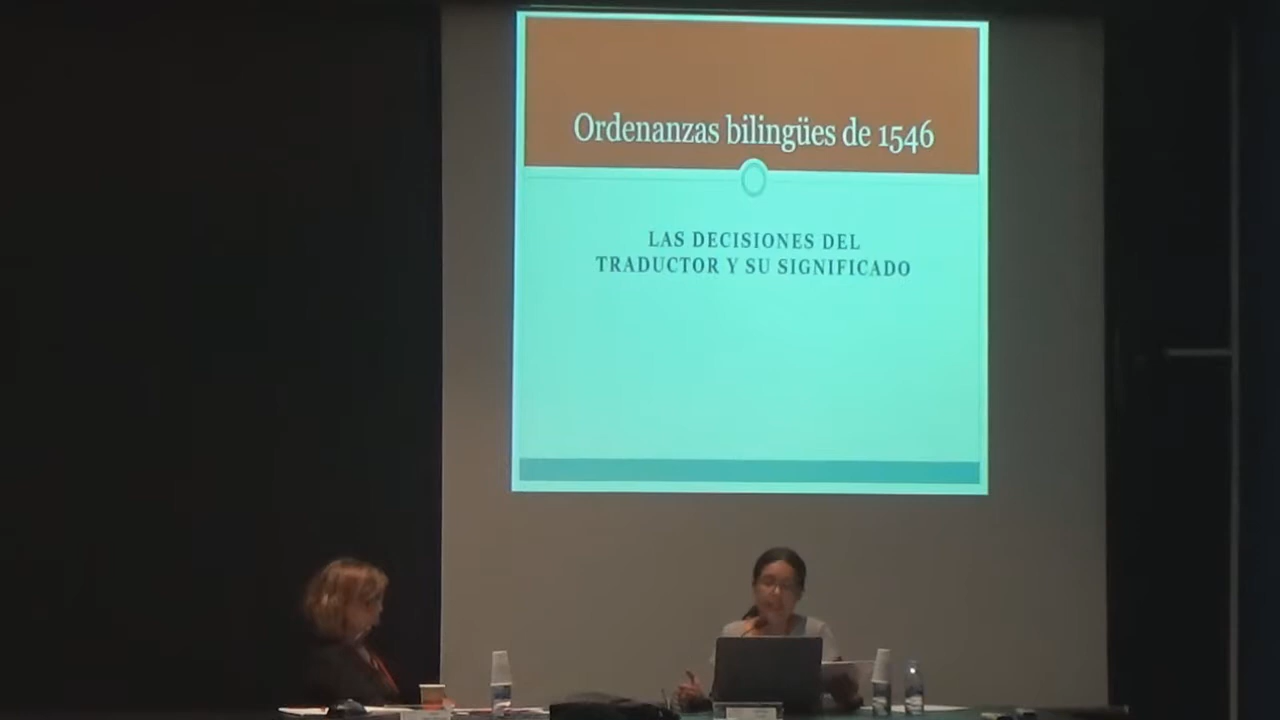 Ordenanzas bilingües de 1546
LAS DECISIONES DEL
TRADUCTOR Y SU SIGNIFICADO